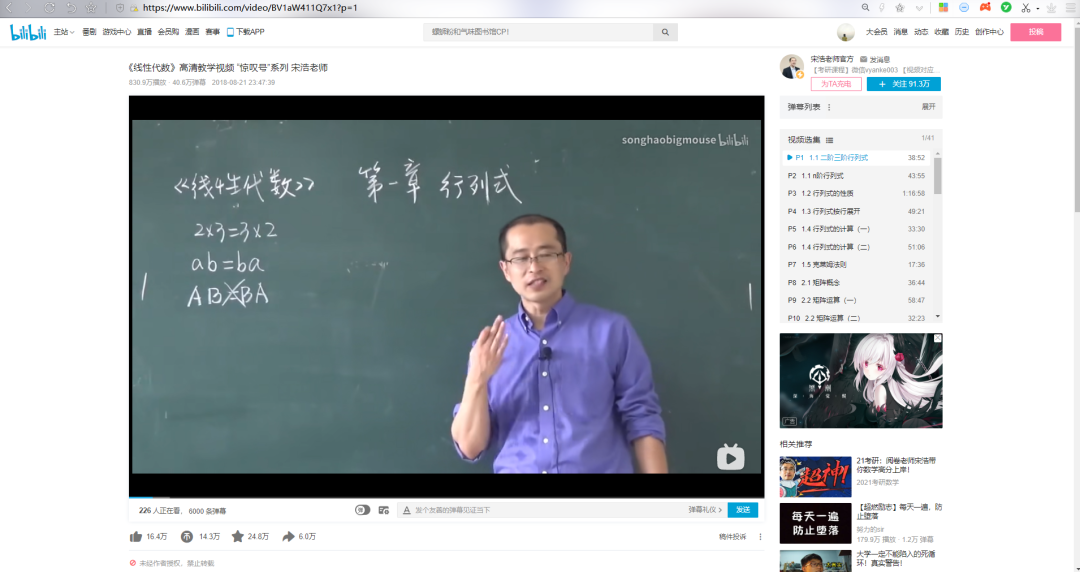 https://www.bilibili.com/video/BV1aW411Q7x1?p=1
bilibili
主站 番剧 游戏中心 直播 会员购 漫画 赛事 下载APP
螺蛳粉和气味图书馆CP!
大会员 消息 动态 收藏 历史 创作中心 投稿
《线性代数》高清教学视频 “惊叹号”系列 宋浩老师
830.9万播放 · 40.6万弹幕 2018-08-21 23:47:39
宋浩老师官方 发消息
【考研课程】微信vyanke003 【视频对应
为TA充电 + 关注 91.3万
弹幕列表 展开
视频选集 1/41
P1 1.1 二阶三阶行列式 38:52
P2 1.1 n阶行列式 43:55
P3 1.2 行列式的性质 1:16:58
P4 1.3 行列式按行展开 49:21
P5 1.4 行列式的计算（一） 33:30
P6 1.4 行列式的计算（二） 51:06
P7 1.5 克莱姆法则 17:36
P8 2.1 矩阵概念 36:44
P9 2.2 矩阵运算（一） 58:47
P10 2.2 矩阵运算（二） 32:23
songhaobigmouse bilibili
《线性代数》 第一章 行列式
2×3=3×2
ab=ba
AB≠BA
黑潮
广告
相关推荐
超神!
21考研：阅卷老师宋浩带
你数学高分上岸！
2021考研数学
每天一遍
防止堕落
【超燃励志】每天一遍，防
止堕落
努力的s#
179.9万 播放 · 1.2万 弹幕
大学一定不能陷入的死循
环！真实警告！
226 人正在看， 6000 条弹幕
弹
发个友善的弹幕见证当下
弹幕礼仪 > 发送
16.4万 14.3万 24.8万 6.0万
稿件投诉
未经作者授权，禁止转载